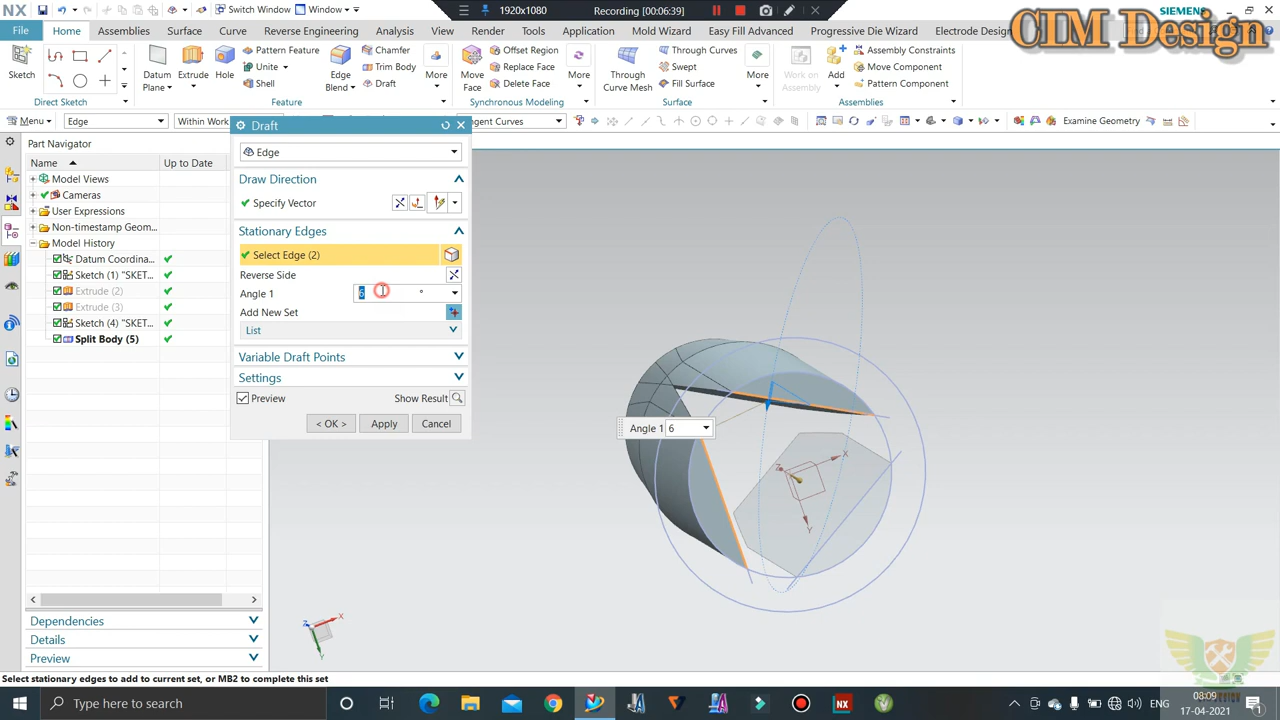 NX
Switch Window
Window
1920x1080
Recording [00:06:39]
SIEMENS
CIM Design
File
Home
Assemblies
Surface
Curve
Reverse Engineering
Analysis
View
Render
Tools
Application
Mold Wizard
Easy Fill Advanced
Progressive Die Wizard
Electrode Design
Sketch
Direct Sketch
Datum Plane
Extrude
Hole
Pattern Feature
Unite
Shell
Edge Blend
Chamfer
Trim Body
Draft
More
Feature
Move Face
Offset Region
Replace Face
Delete Face
More
Synchronous Modeling
Through Curve Mesh
Through Curves
Swept
Fill Surface
More
Surface
Work on Assembly
Add
Assembly Constraints
Move Component
Pattern Component
Assemblies
Menu
Edge
Within Work
Tangent Curves
Examine Geometry
Part Navigator
Name
Up to Date
Model Views
Cameras
User Expressions
Non-timestamp Geom...
Model History
Datum Coordina...
Sketch (1) "SKET...
Extrude (2)
Extrude (3)
Sketch (4) "SKET...
Split Body (5)
Dependencies
Details
Preview
Draft
Edge
Draw Direction
Specify Vector
Stationary Edges
Select Edge (2)
Reverse Side
Angle 1
6
°
Add New Set
List
Variable Draft Points
Settings
Preview
Show Result
< OK >
Apply
Cancel
Angle 1 6
X
Y
Z
X
Y
Z
Select stationary edges to add to current set, or MB2 to complete this set
Type here to search
ENG
08:09
17-04-2021